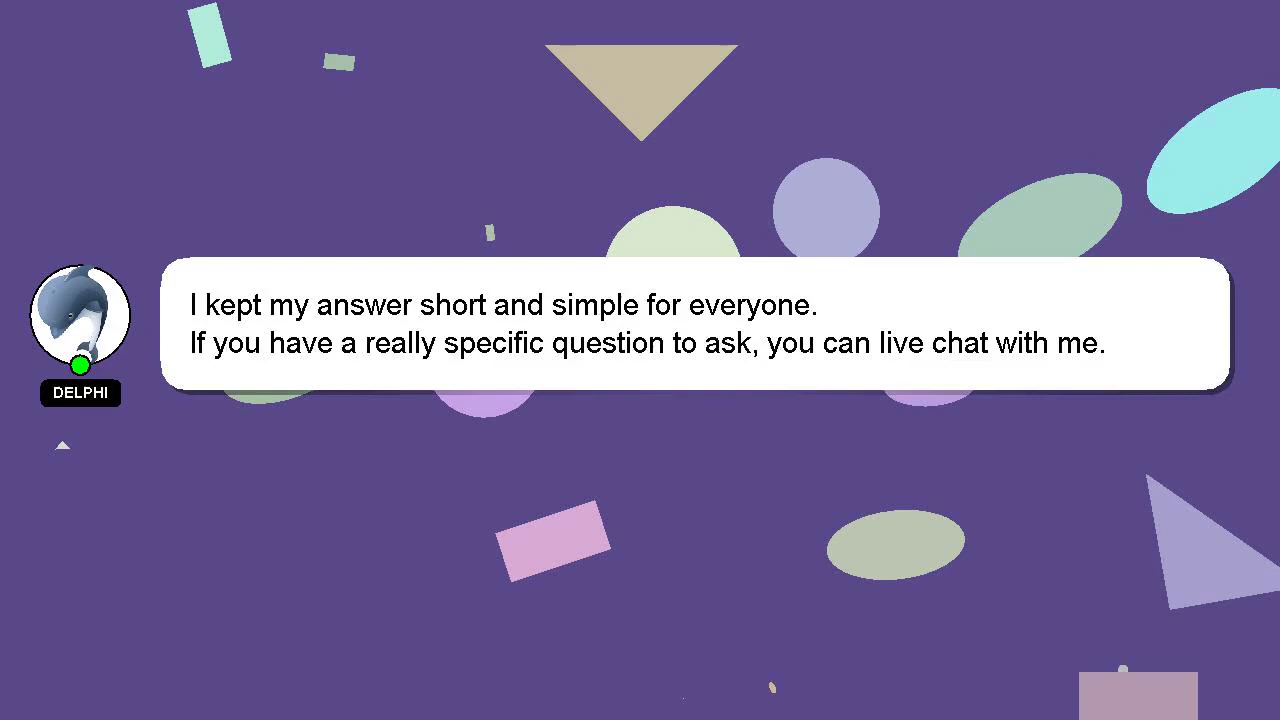 I kept my answer short and simple for everyone.
If you have a really specific question to ask, you can live chat with me.
DELPHI